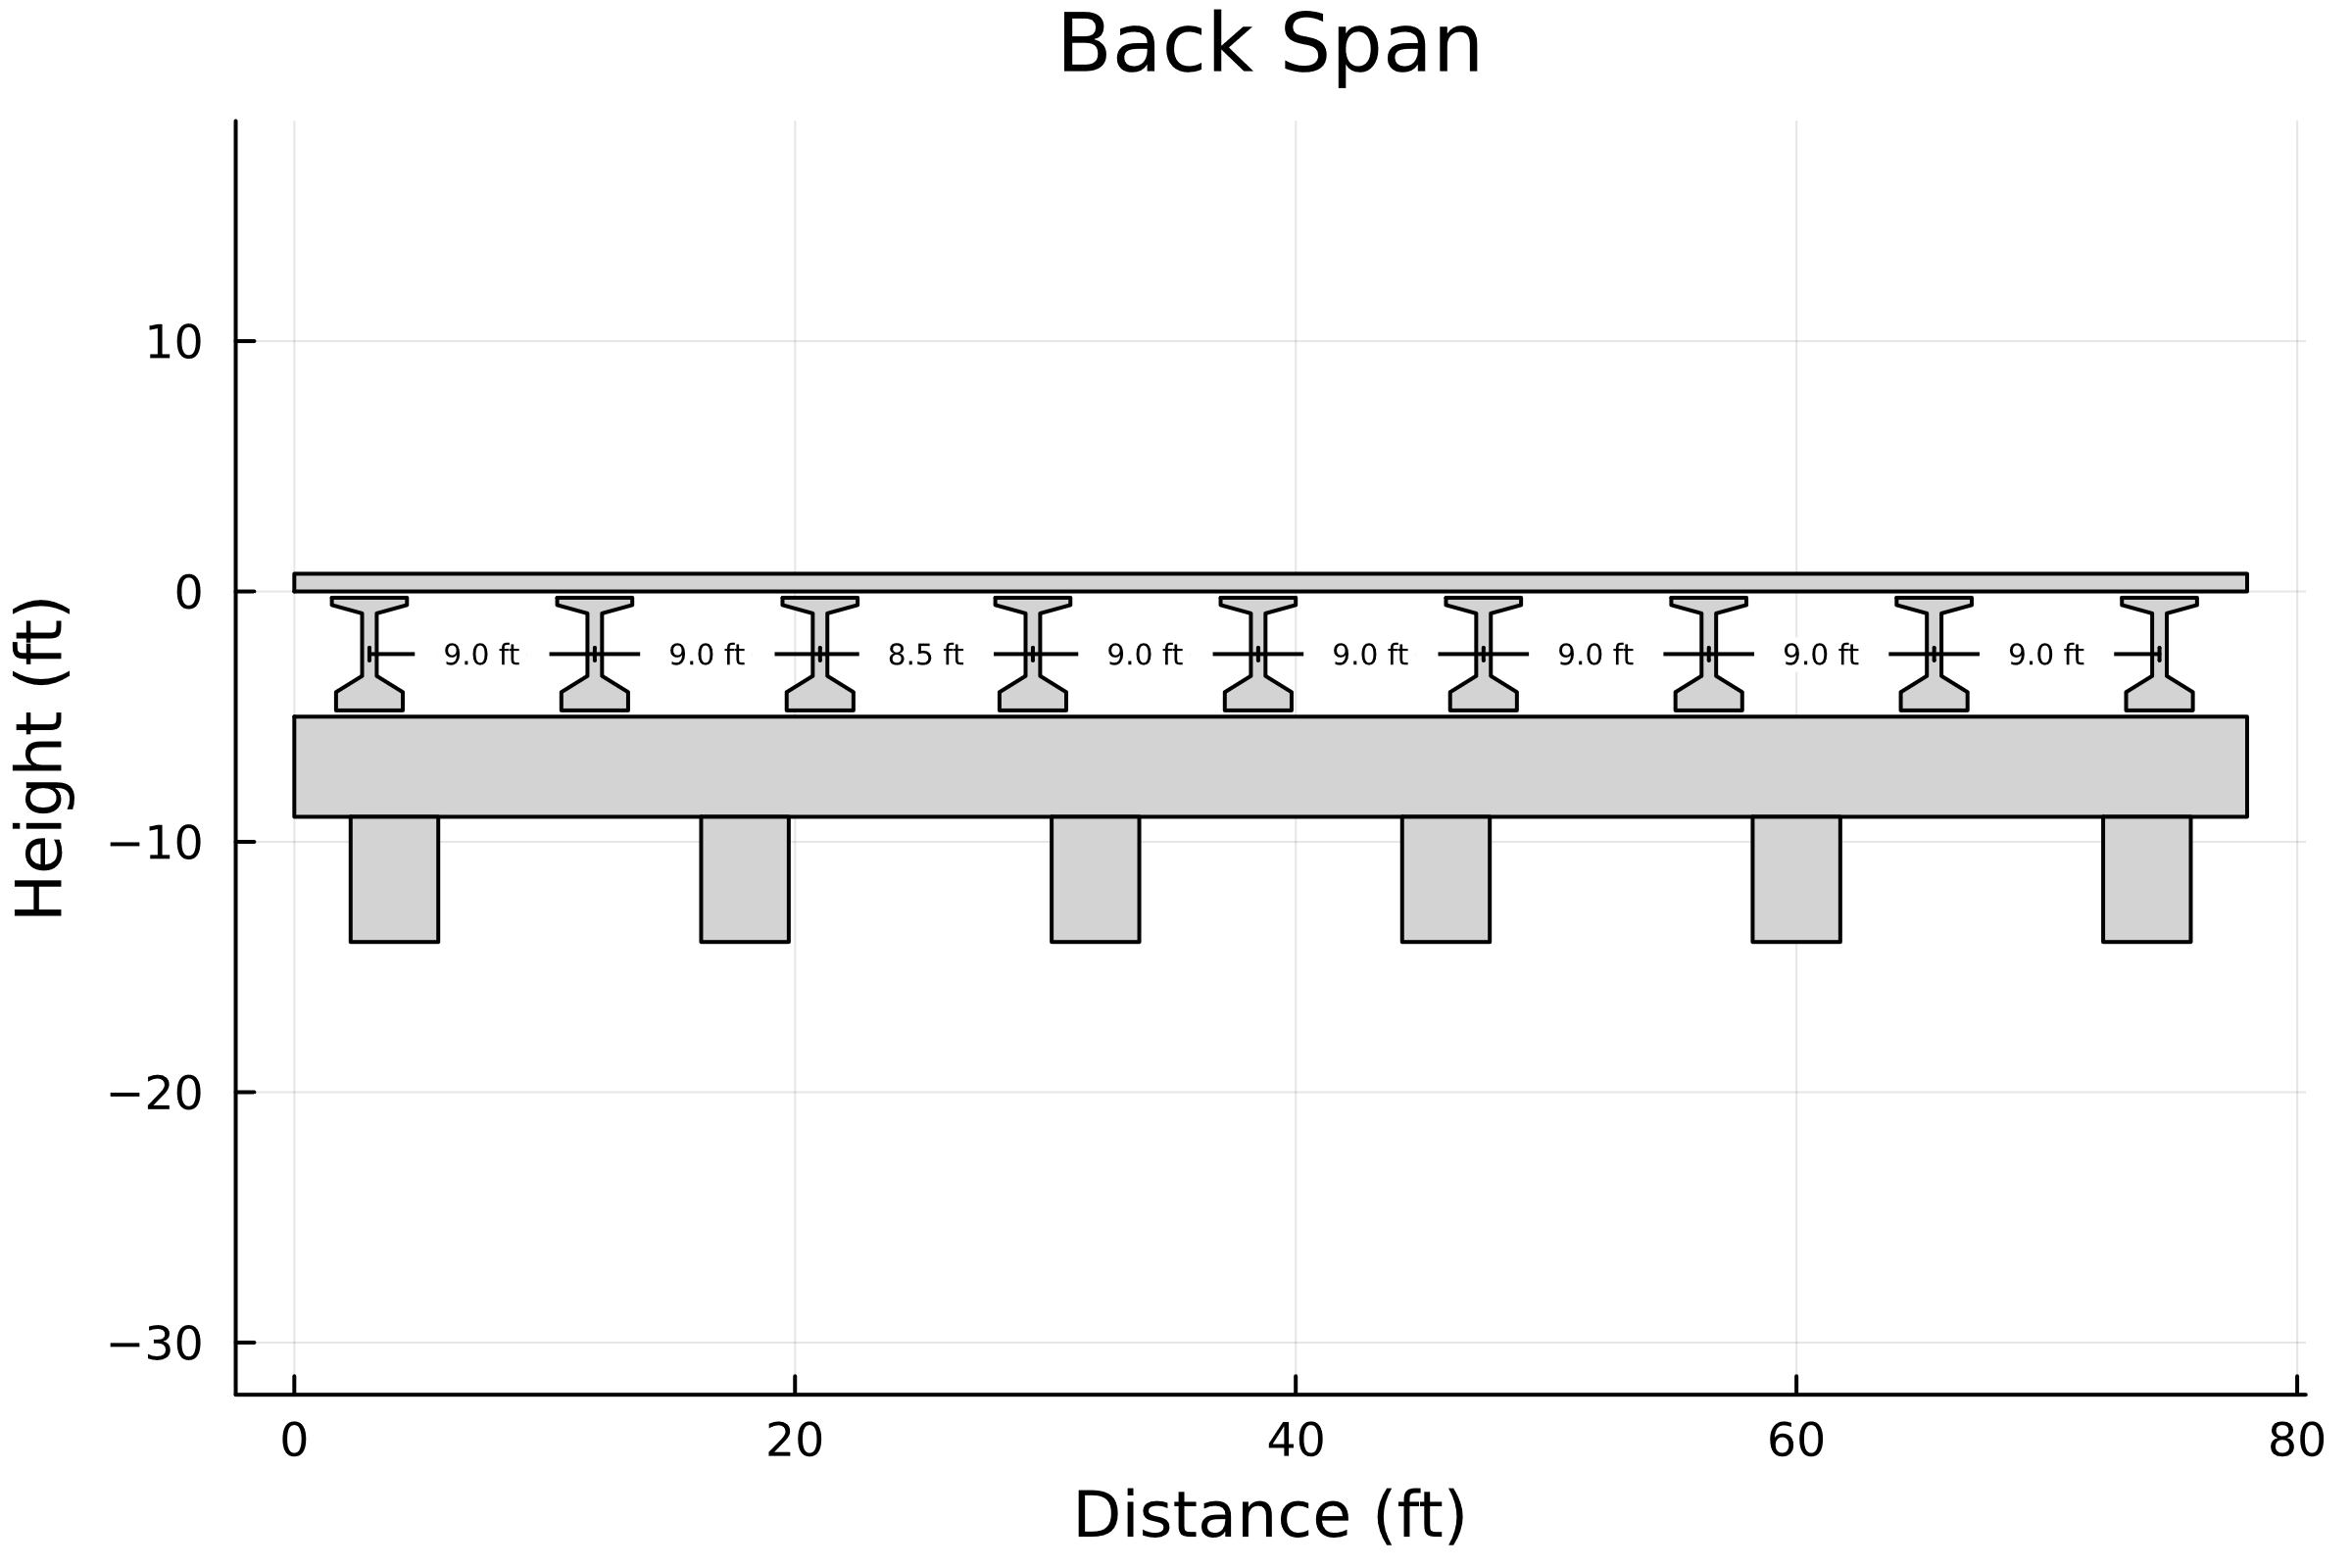 Back Span
Height (ft)
10
0
−10
−20
−30
9.0 ft 9.0 ft 8.5 ft 9.0 ft 9.0 ft 9.0 ft 9.0 ft 9.0 ft
0 20 40 60 80
Distance (ft)